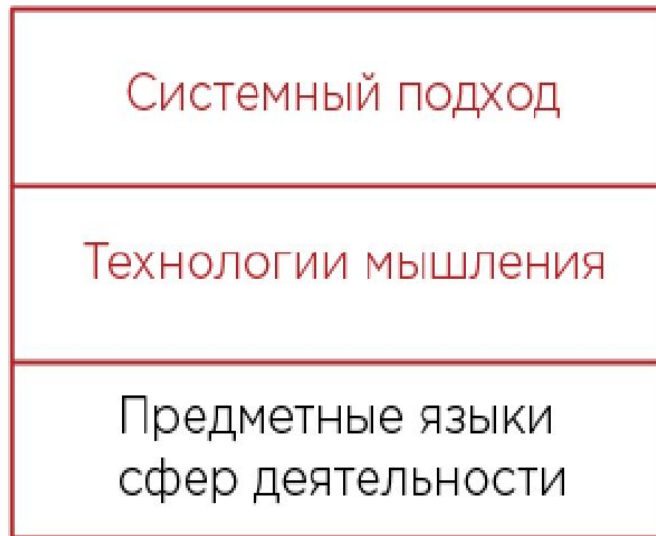 Системный подход
Технологии мышления
Предметные языки
сфер деятельности